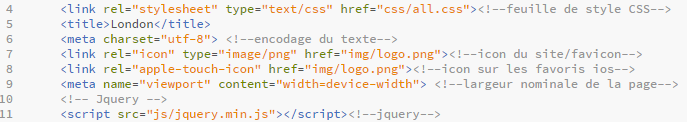 4 <link rel="stylesheet" type="text/css" href="css/all.css"><!--feuille de style CSS-->
5 <title>London</title>
6 <meta charset="utf-8"> <!--encodage du texte-->
7 <link rel="icon" type="image/png" href="img/logo.png"><!--icon du site/favicon-->
8 <link rel="apple-touch-icon" href="img/logo.png"><!--icon sur les favoris ios-->
9 <meta name="viewport" content="width=device-width"> <!--largeur nominale de la page-->
10 <!-- Jquery -->
11 <script src="js/jquery.min.js"></script><!--jquery-->